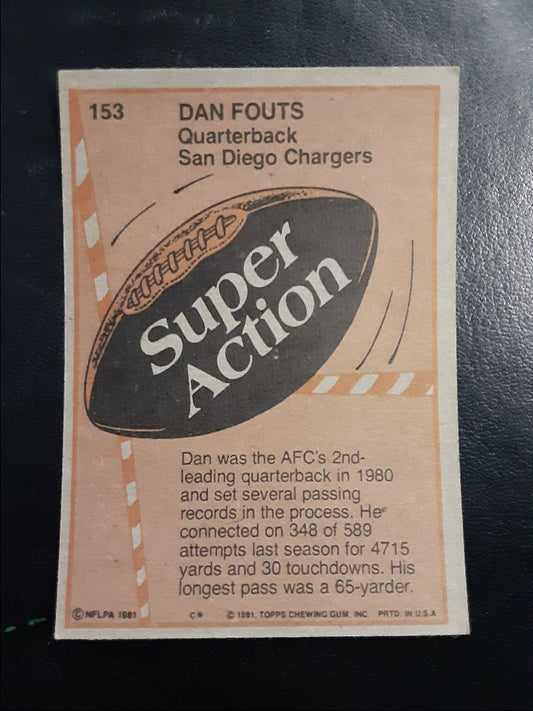 153
DAN FOUTS
Quarterback
San Diego Chargers
Super
Action
Dan was the AFC's 2nd-
leading quarterback in 1980
and set several passing
records in the process. He
connected on 348 of 589
attempts last season for 4715
yards and 30 touchdowns. His
longest pass was a 65-yarder.
© NFLPA 1981 C* © 1981, TOPPS CHEWING GUM, INC. PRTD. IN U.S.A.